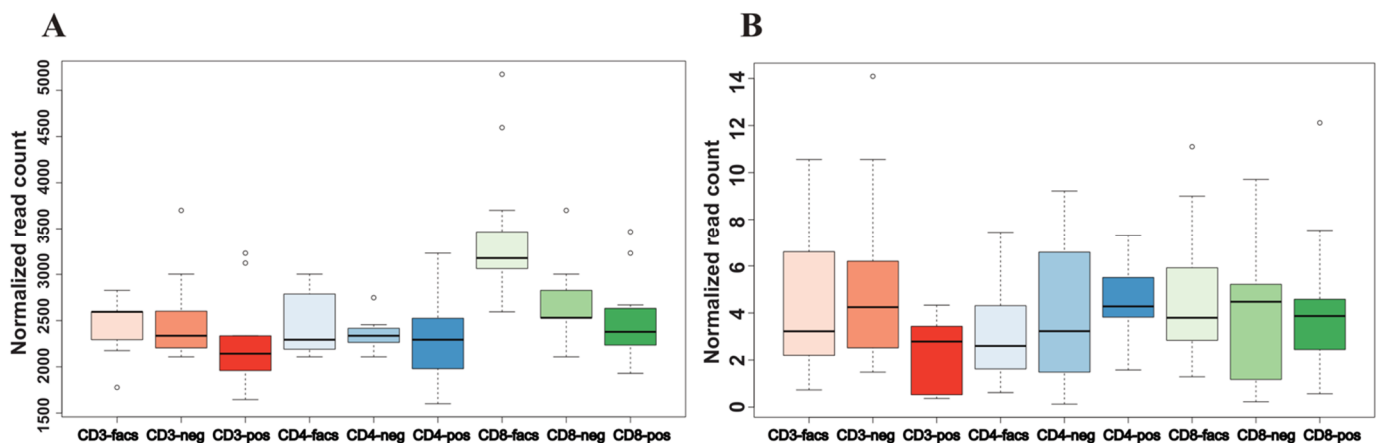 A
B
Normalized read count
5000
4500
4000
3500
3000
2500
2000
1500
CD3-facs CD3-neg CD3-pos CD4-facs CD4-neg CD4-pos CD8-facs CD8-neg CD8-pos
Normalized read count
14
12
10
8
6
4
2
0
CD3-facs CD3-neg CD3-pos CD4-facs CD4-neg CD4-pos CD8-facs CD8-neg CD8-pos